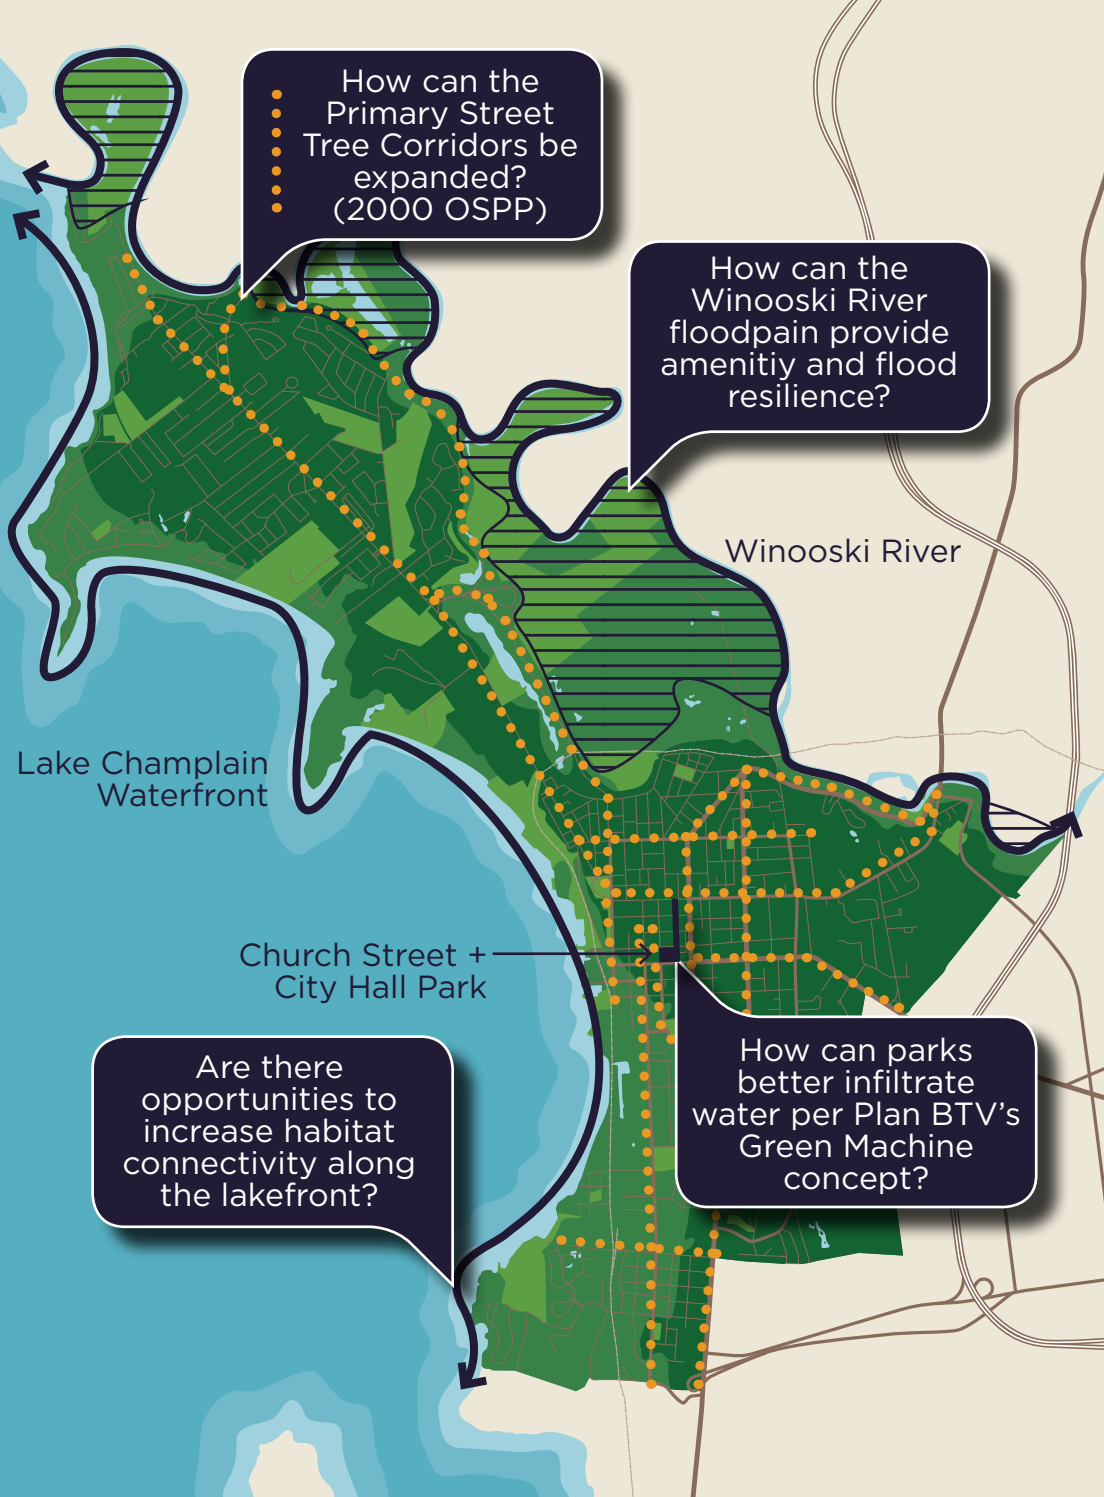 How can the
Primary Street
Tree Corridors be
expanded?
(2000 OSPP)
How can the
Winooski River
floodpain provide
amenitiy and flood
resilience?
Winooski River
Lake Champlain
Waterfront
Church Street +
City Hall Park
Are there
opportunities to
increase habitat
connectivity along
the lakefront?
How can parks
better infiltrate
water per Plan BTV’s
Green Machine
concept?